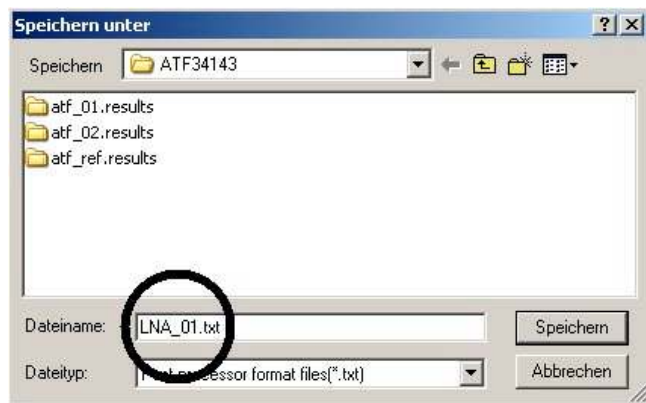 Speichern unter
Speichern ATF34143
atf_01.results
atf_02.results
atf_ref.results
Dateiname: LNA_01.txt Speichern
Dateityp: processor format files(*.txt) Abbrechen